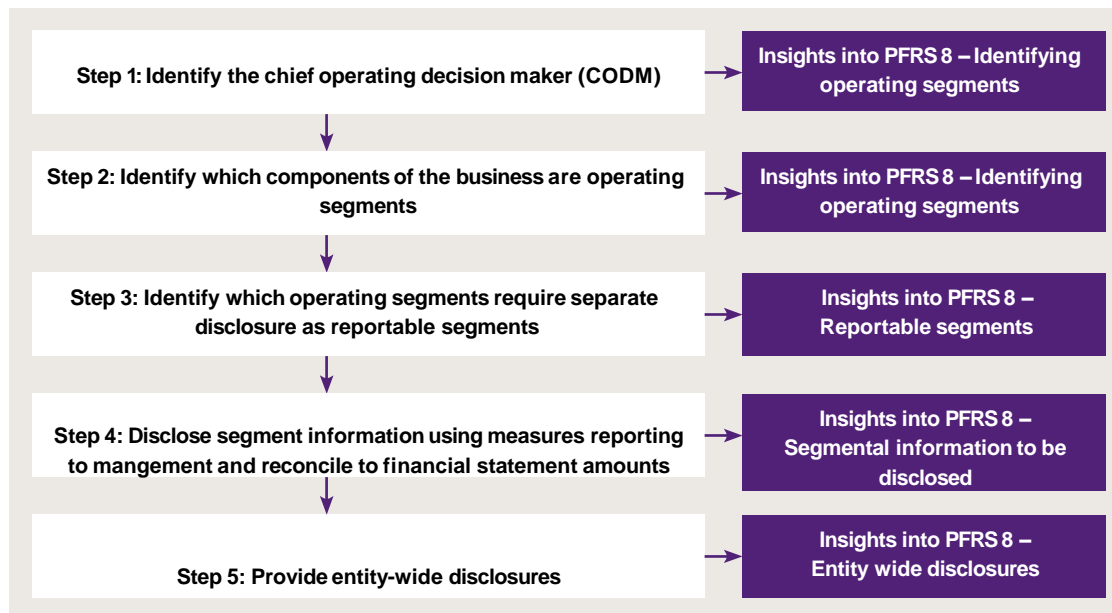 Step 1: Identify the chief operating decision maker (CODM)
Insights into PFRS 8 – Identifying
operating segments
Step 2: Identify which components of the business are operating
segments
Insights into PFRS 8 – Identifying
operating segments
Step 3: Identify which operating segments require separate
disclosure as reportable segments
Insights into PFRS 8 –
Reportable segments
Step 4: Disclose segment information using measures reporting
to mangement and reconcile to financial statement amounts
Insights into PFRS 8 –
Segmental information to be
disclosed
Step 5: Provide entity-wide disclosures
Insights into PFRS 8 –
Entity wide disclosures